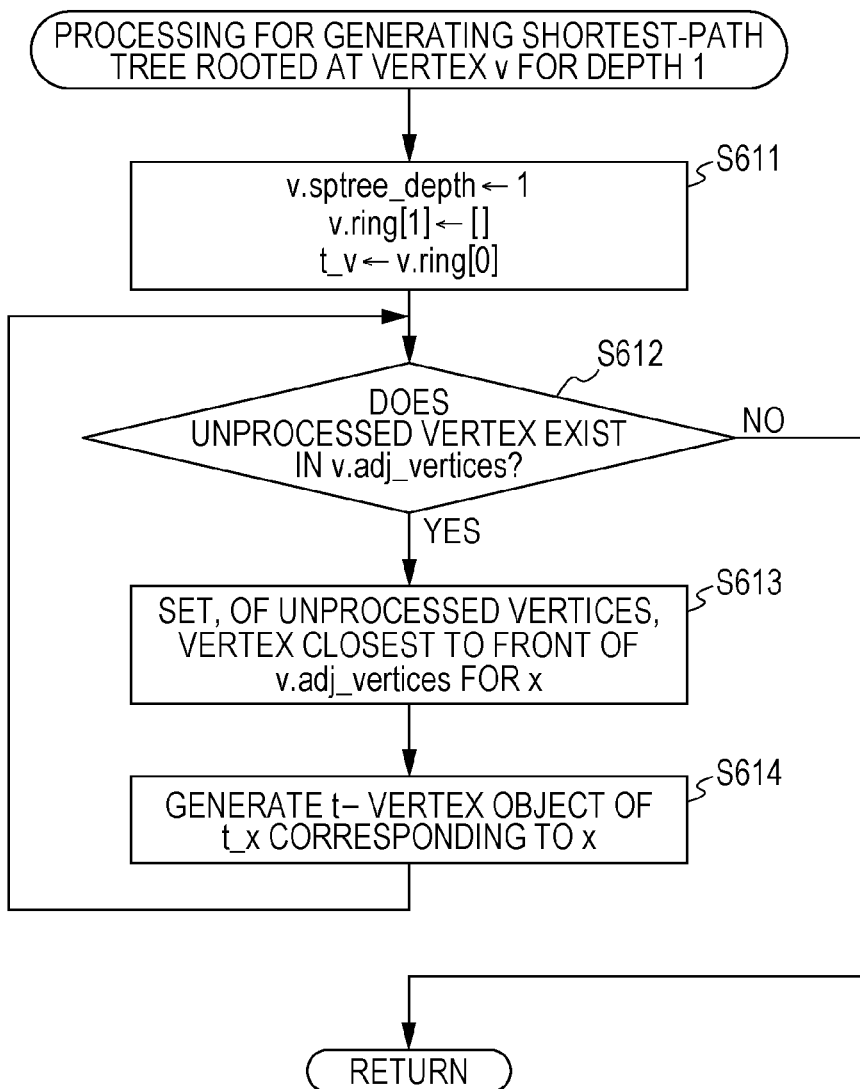 PROCESSING FOR GENERATING SHORTEST-PATH
TREE ROOTED AT VERTEX v FOR DEPTH 1
S611
v.sptree_depth ← 1
v.ring[1] ← []
t_v ← v.ring[0]
S612
DOES
UNPROCESSED VERTEX EXIST
IN v.adj_vertices?
NO
YES
S613
SET, OF UNPROCESSED VERTICES,
VERTEX CLOSEST TO FRONT OF
v.adj_vertices FOR x
S614
GENERATE t– VERTEX OBJECT OF
t_x CORRESPONDING TO x
RETURN